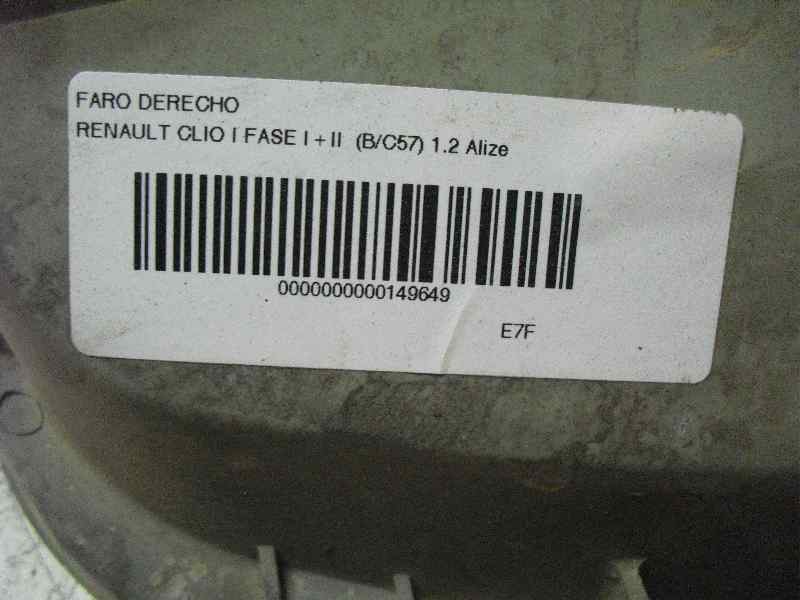 FARO DERECHO
RENAULT CLIO I FASE I + II (B/C57) 1.2 Alize
0000000000149649
E7F